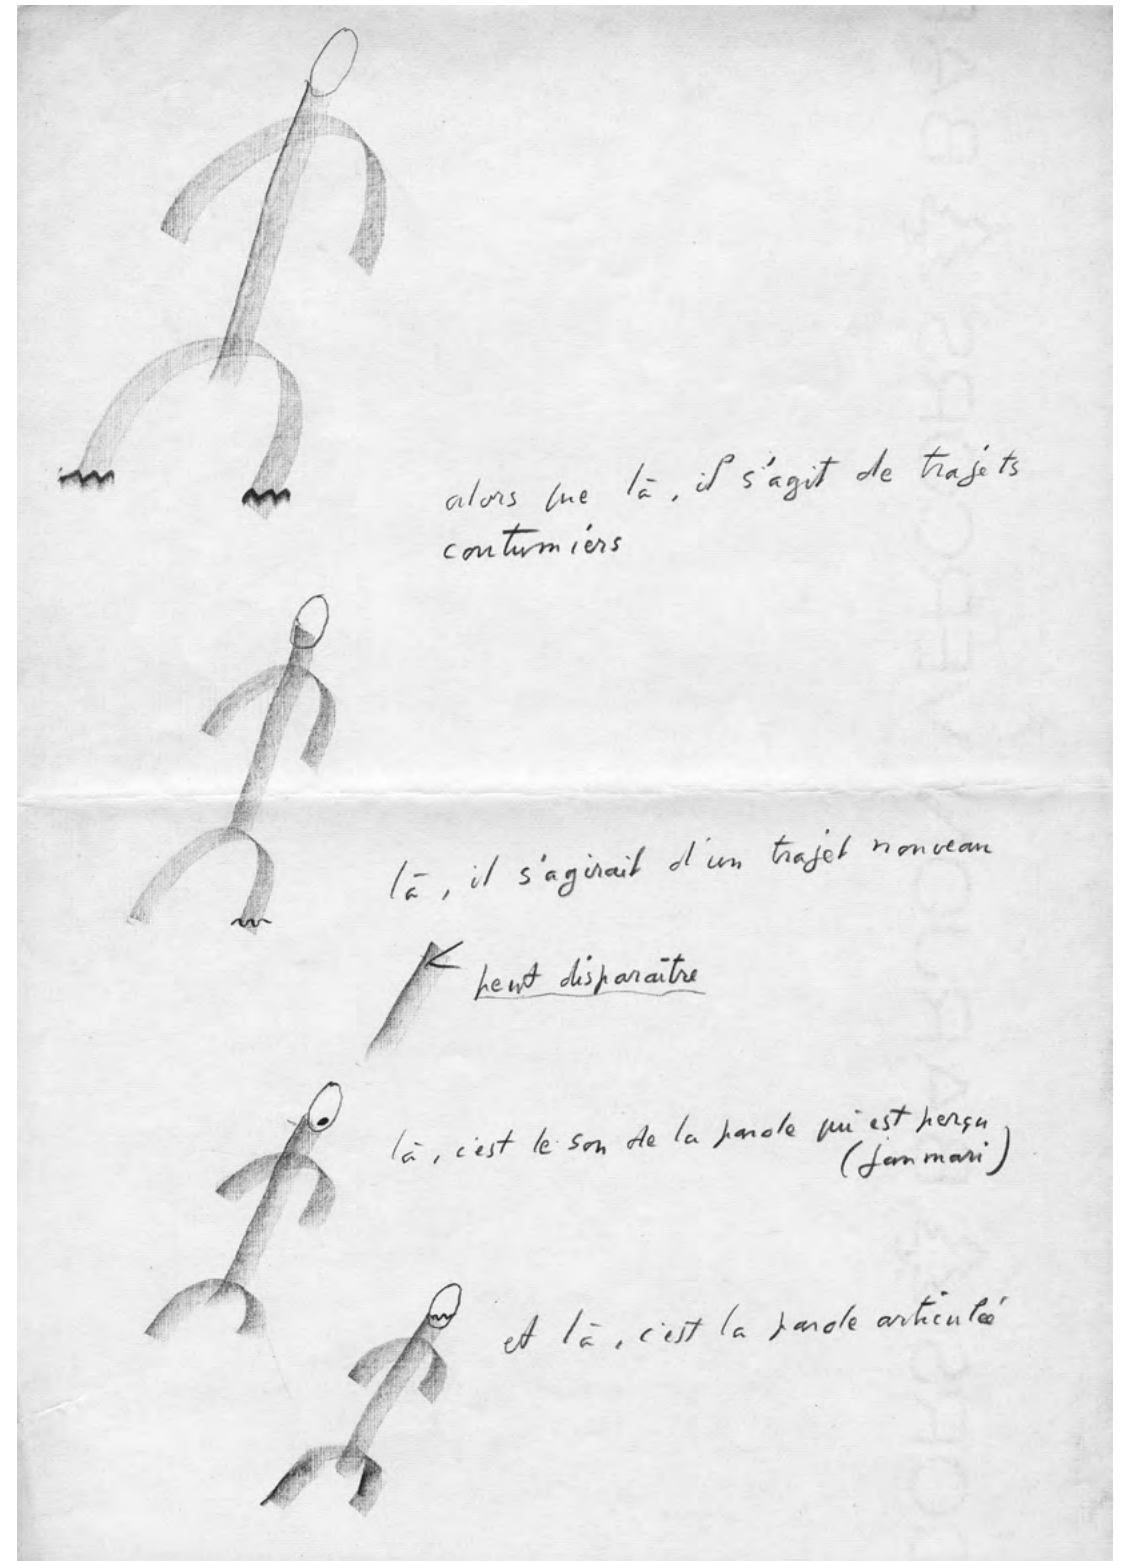 alors que là, il s'agit de trajets
coutumiers
là, il s'agirait d'un trajet nouveau
peut disparaître
là, c'est le son de la parole qui est perçu
(janmari)
et là, c'est la parole articulée